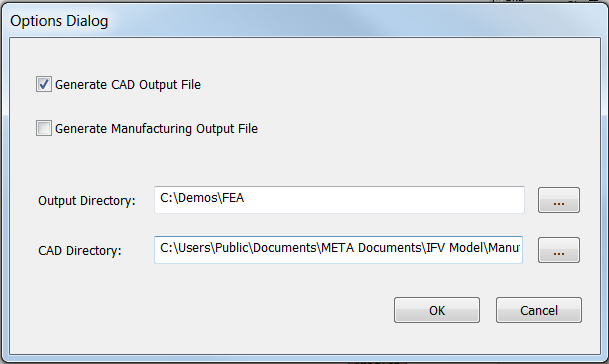 Options Dialog
Generate CAD Output File
Generate Manufacturing Output File
Output Directory: C:\Demos\FEA ...
CAD Directory: C:\Users\Public\Documents\META Documents\IFV Model\Manu ...
OK Cancel